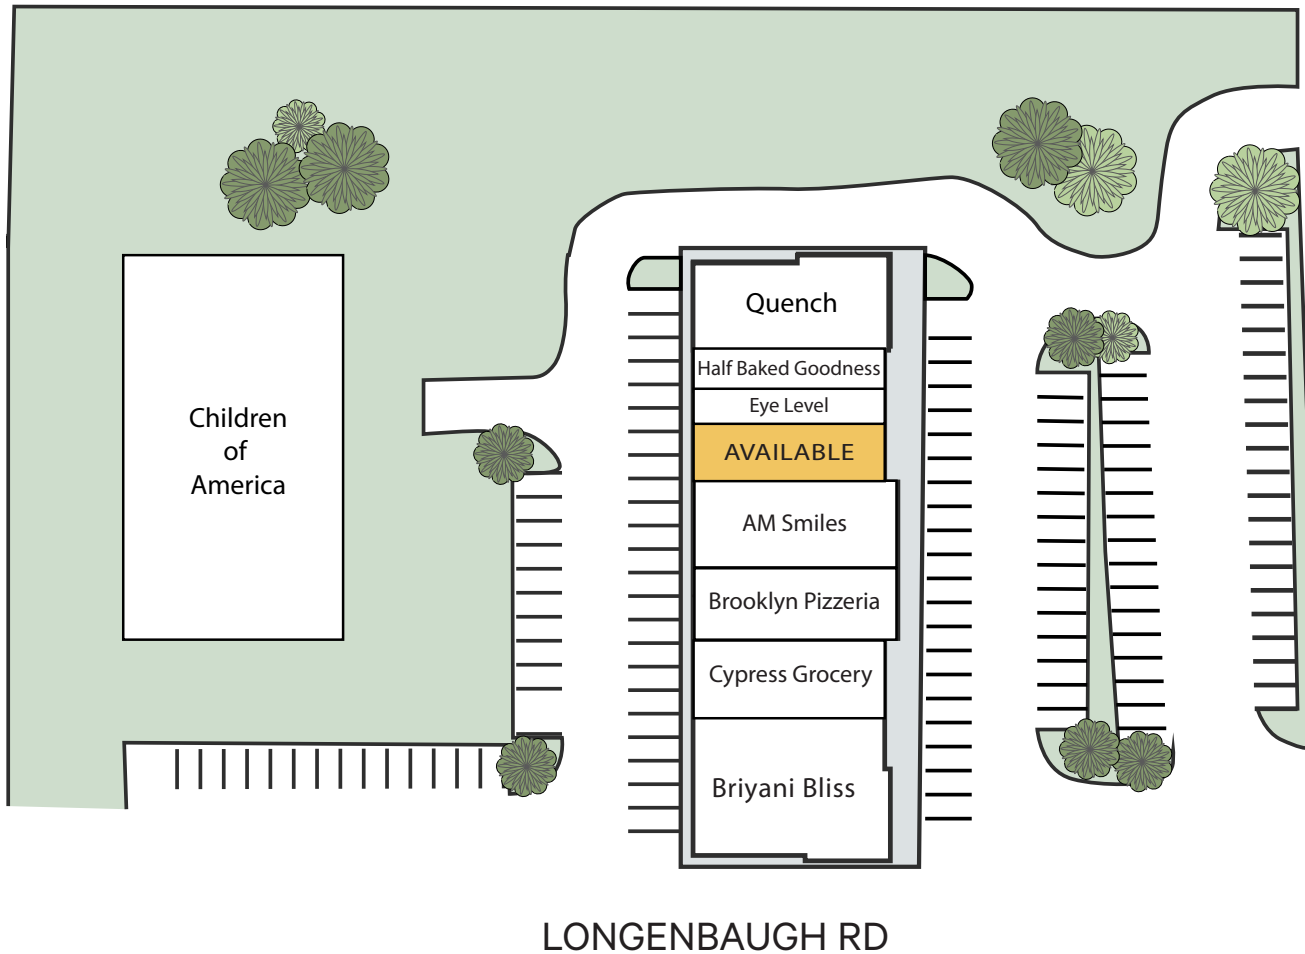 Quench
Half Baked Goodness
Eye Level
AVAILABLE
AM Smiles
Brooklyn Pizzeria
Cypress Grocery
Briyani Bliss
Children
of
America
LONGENBAUGH RD